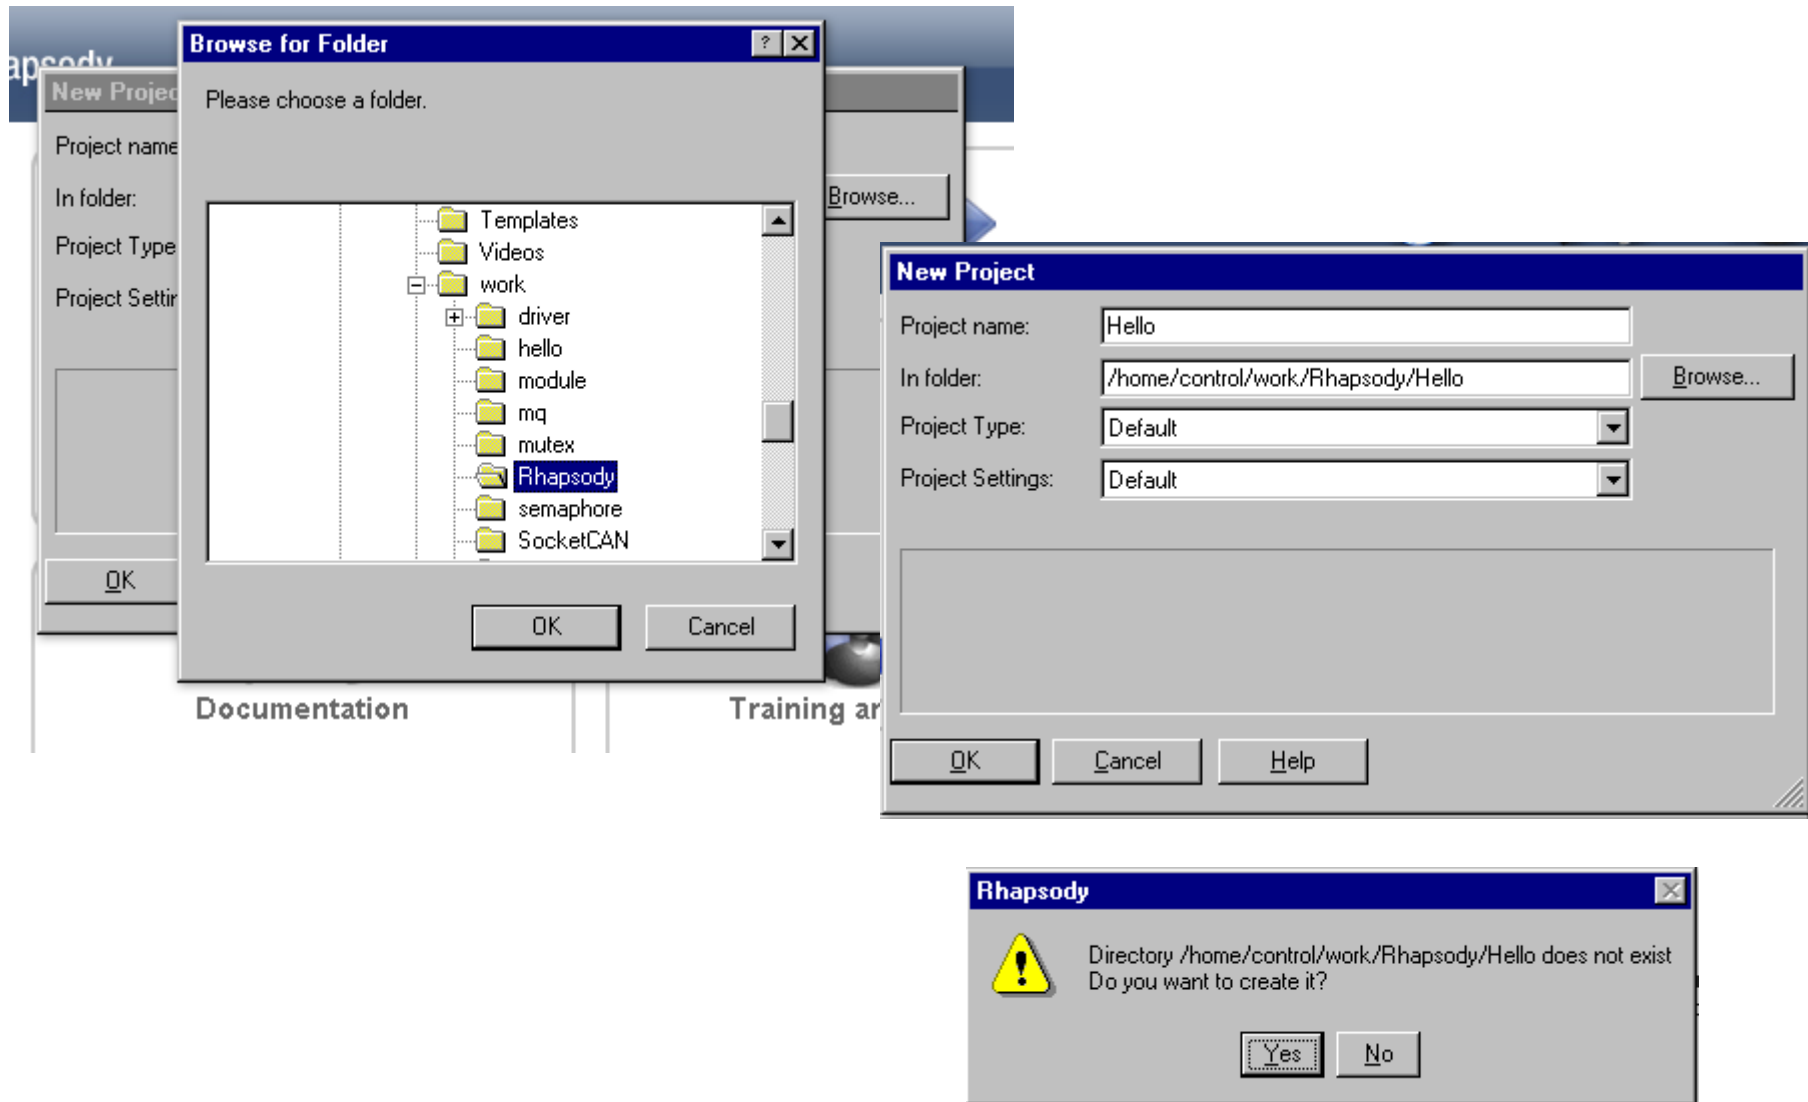 apsody
Browse for Folder
New Projec
Please choose a folder.
Project name
In folder:
Browse...
Project Type
Project Settin
Templates
Videos
work
driver
hello
module
mq
mutex
Rhapsody
semaphore
SocketCAN
OK
OK
Cancel
Documentation
Training an
New Project
Project name:
Hello
In folder:
/home/control/work/Rhapsody/Hello
Browse...
Project Type:
Default
Project Settings:
Default
OK
Cancel
Help
Rhapsody
Directory /home/control/work/Rhapsody/Hello does not exist
Do you want to create it?
Yes
No